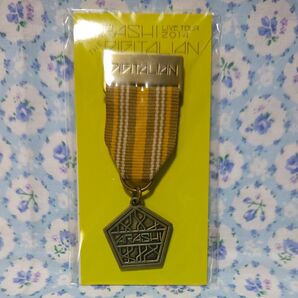 ARASHI LIVE TOUR
2014
THE DIGITALIAN
DIGITALIAN
ARASHI